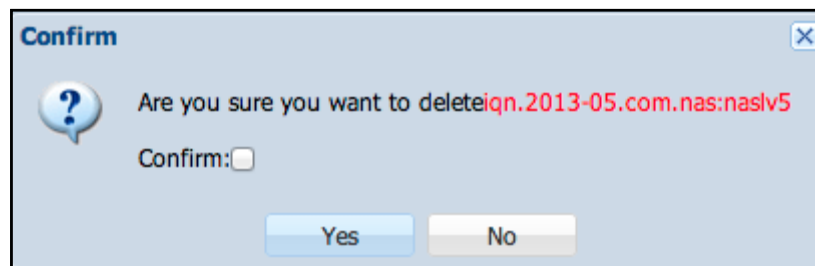 Confirm
Are you sure you want to deleteiqn.2013-05.com.nas:naslv5
Confirm:
Yes No